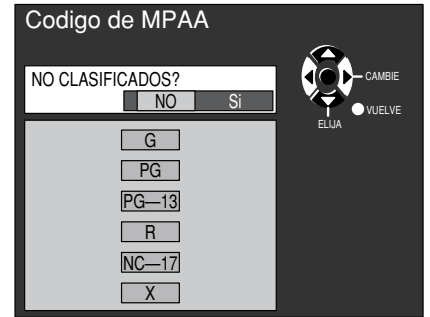 Codigo de MPAA
NO CLASIFICADOS?
NO Si
G
PG
PG—13
R
NC—17
X
CAMBIE
VUELVE
ELIJA